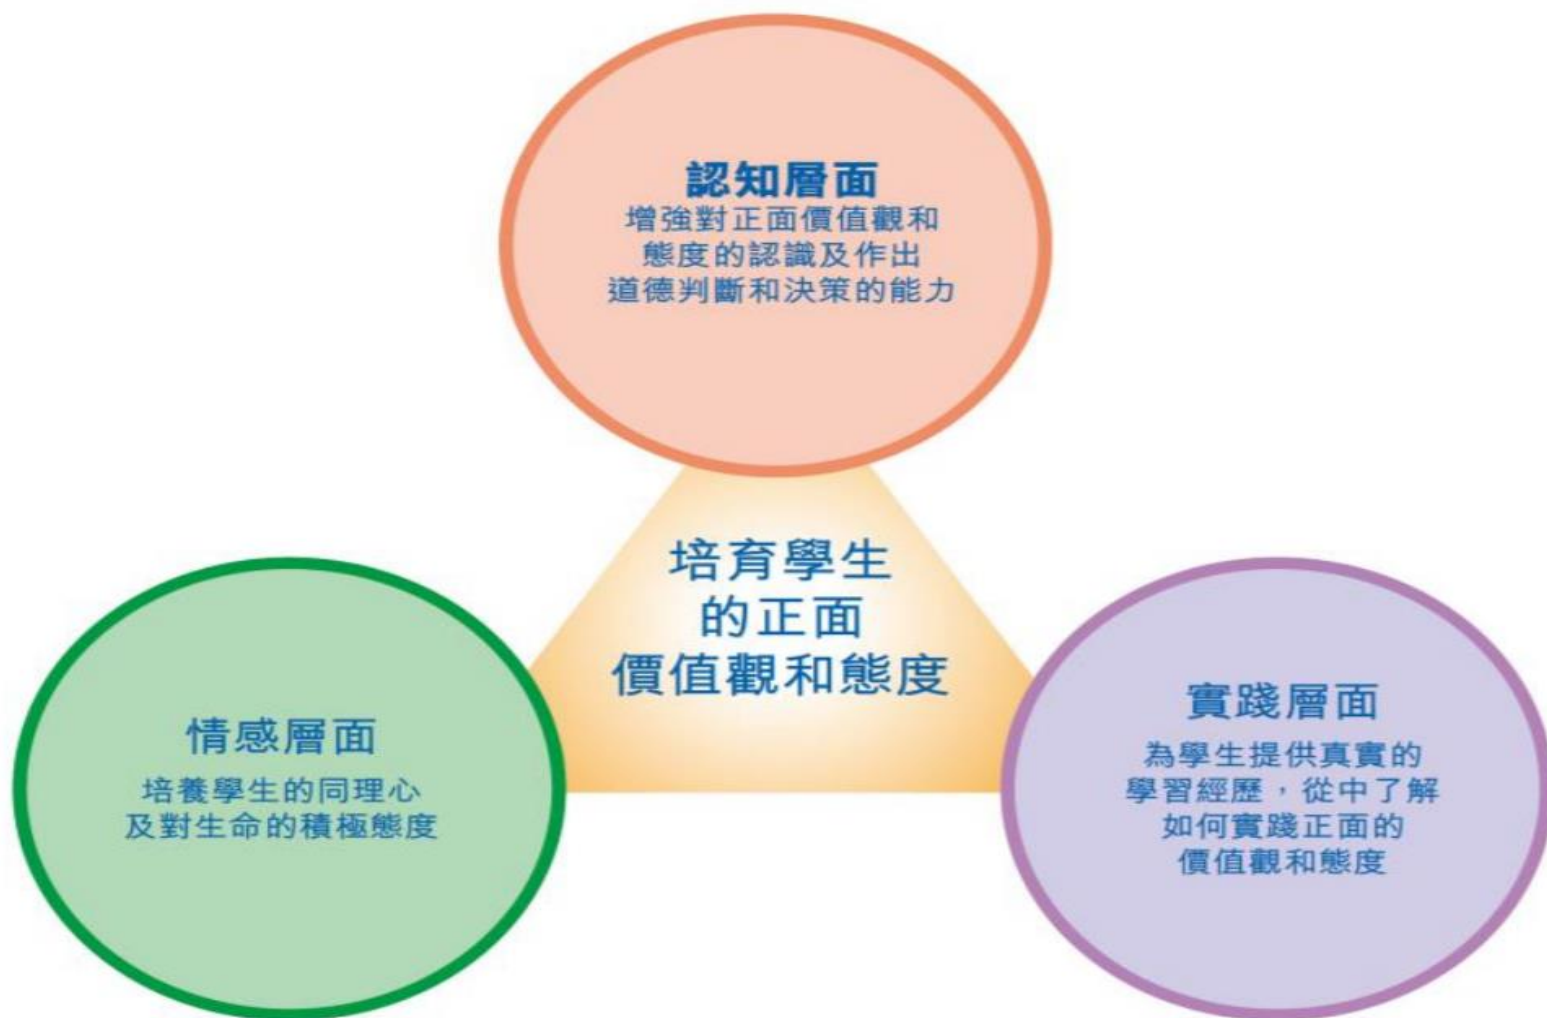 認知層面
增強對正面價值觀和
態度的認識及作出
道德判斷和決策的能力
培育學生
的正面
價值觀和態度
情感層面
培養學生的同理心
及對生命的積極態度
實踐層面
為學生提供真實的
學習經歷，從中了解
如何實踐正面的
價值觀和態度